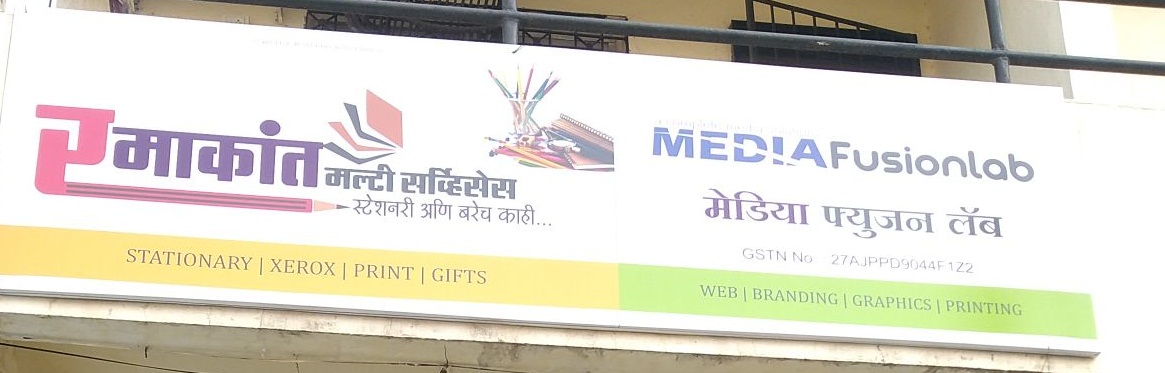 रमाकांत
मल्टी सर्व्हिसेस
स्टेशनरी अणि बरेच काही...
STATIONARY | XEROX | PRINT | GIFTS
MEDIAFusionlab
मेडिया फ्युजन लॅब
GSTN No 27AJPPD9044F1Z2
WEB | BRANDING | GRAPHICS | PRINTING